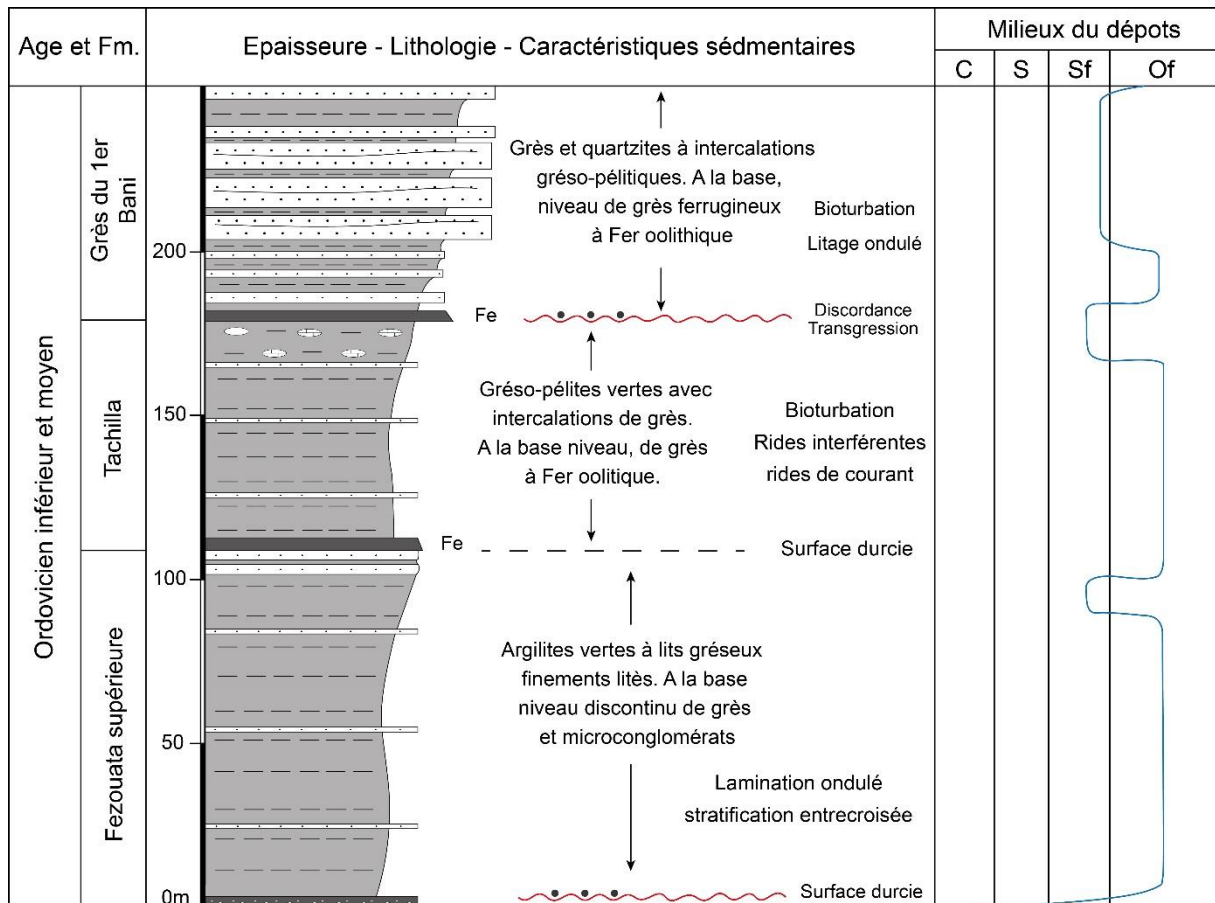 Age et Fm.
Epaisseure - Lithologie - Caractéristiques sédmentaires
Milieux du dépots
C
S
Sf
Of
Ordovicien inférieur et moyen
Grès du 1er
Bani
Tachilla
Fezouata supérieure
200
150
100
50
0m
Grès et quartzites à intercalations
gréso-pélitiques. A la base,
niveau de grès ferrugineux
à Fer oolithique
Bioturbation
Litage ondulé
Fe
Discordance
Transgression
Gréso-pélites vertes avec
intercalations de grès.
A la base niveau, de grès
à Fer oolitique.
Bioturbation
Rides interférentes
rides de courant
Fe
Surface durcie
Argilites vertes à lits gréseux
finements litès. A la base
niveau discontinu de grès
et microconglomérats
Lamination ondulé
stratification entrecroisée
Surface durcie